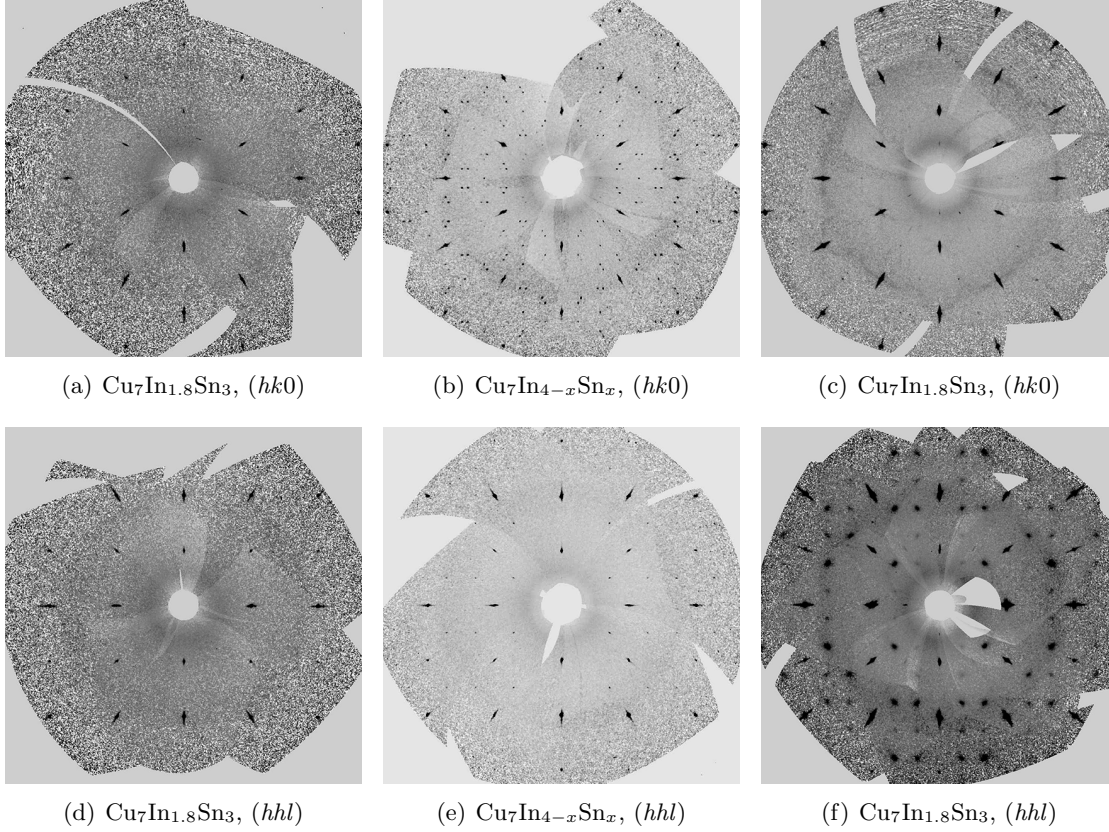 (a) Cu₇In₁.₈Sn₃, (hk0)
(b) Cu₇In₄₋ₓSnₓ, (hk0)
(c) Cu₇In₁.₈Sn₃, (hk0)
(d) Cu₇In₁.₈Sn₃, (hhl)
(e) Cu₇In₄₋ₓSnₓ, (hhl)
(f) Cu₇In₁.₈Sn₃, (hhl)